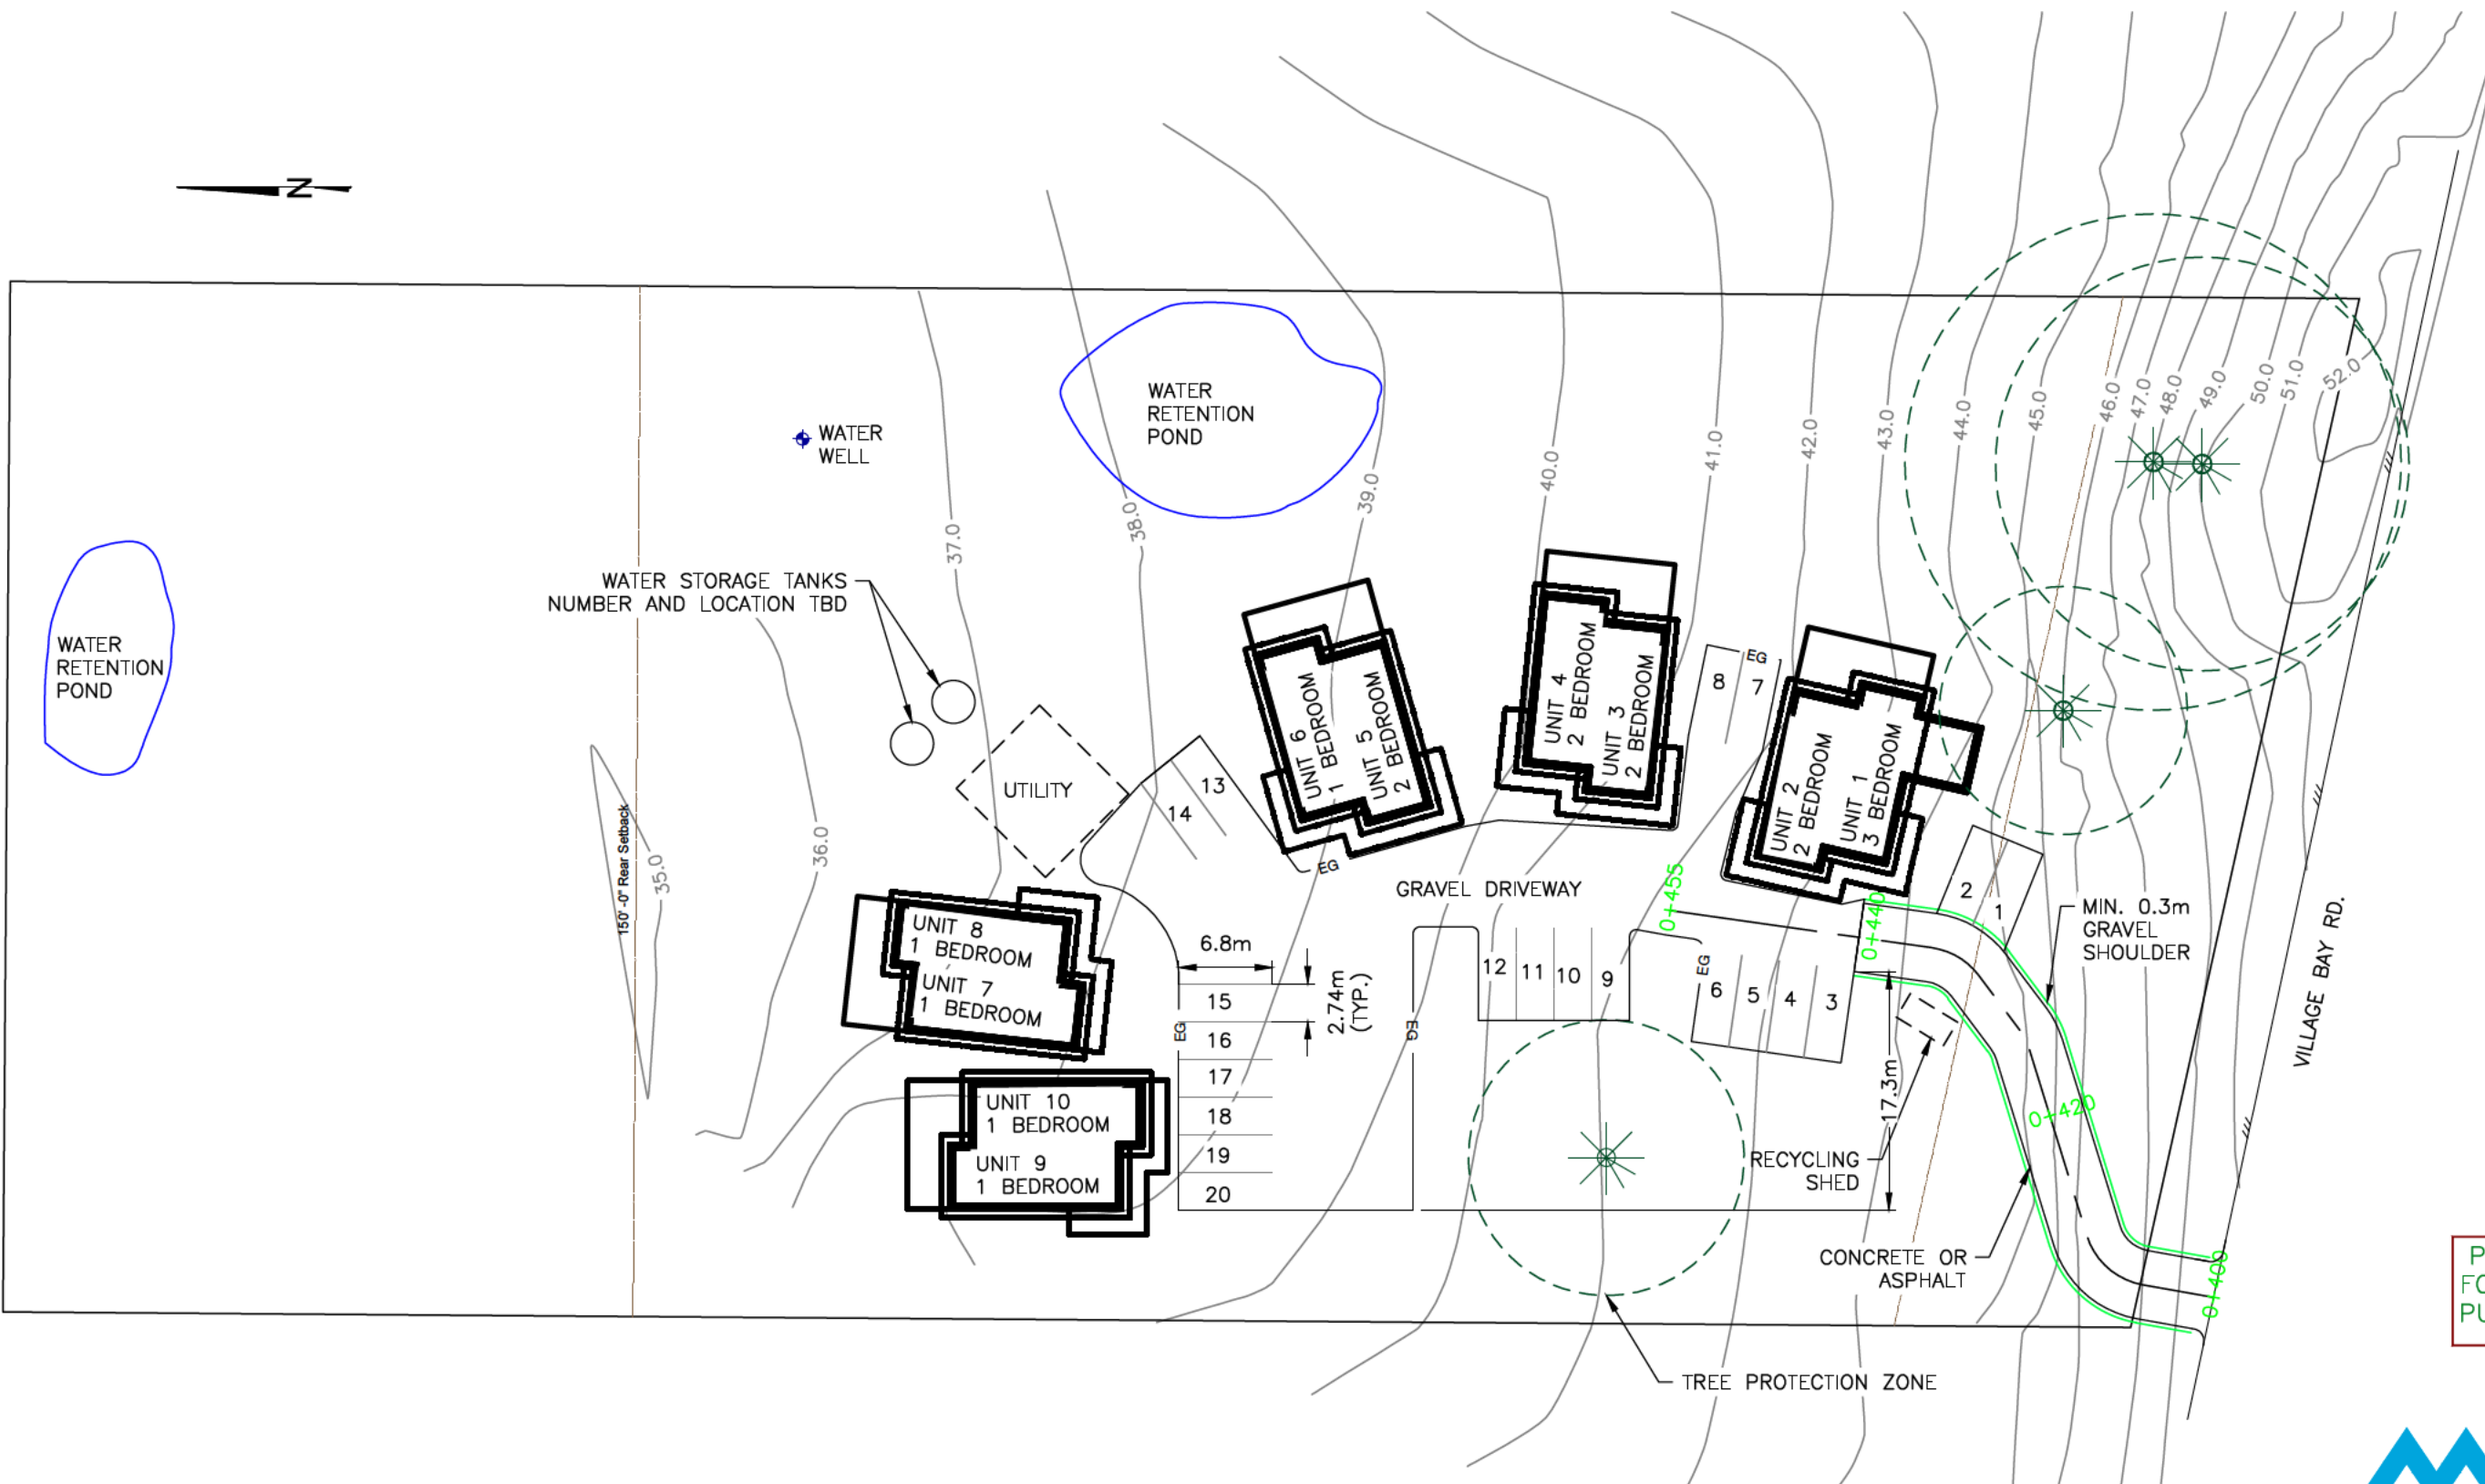 N
WATER
RETENTION
POND
WATER
WELL
WATER STORAGE TANKS
NUMBER AND LOCATION TBD
WATER
RETENTION
POND
150'-0" Rear Setback
UTILITY
35.0
36.0
37.0
38.0
39.0
40.0
41.0
42.0
43.0
44.0
45.0
46.0
47.0
48.0
49.0
50.0
51.0
52.0
UNIT 6
1 BEDROOM
UNIT 5
2 BEDROOM
UNIT 4
2 BEDROOM
UNIT 3
2 BEDROOM
UNIT 2
2 BEDROOM
UNIT 1
3 BEDROOM
8
7
EG
14
13
EG
2
1
GRAVEL DRIVEWAY
0+455
0+440
MIN. 0.3m
GRAVEL
SHOULDER
VILLAGE BAY RD.
UNIT 8
1 BEDROOM
UNIT 7
1 BEDROOM
UNIT 10
1 BEDROOM
UNIT 9
1 BEDROOM
6.8m
2.74m
(TYP.)
EG
15
16
17
18
19
20
EG
12
11
10
9
EG
6
5
4
3
17.3m
0+420
RECYCLING
SHED
CONCRETE OR
ASPHALT
0+400
TREE PROTECTION ZONE
P
FO
PU